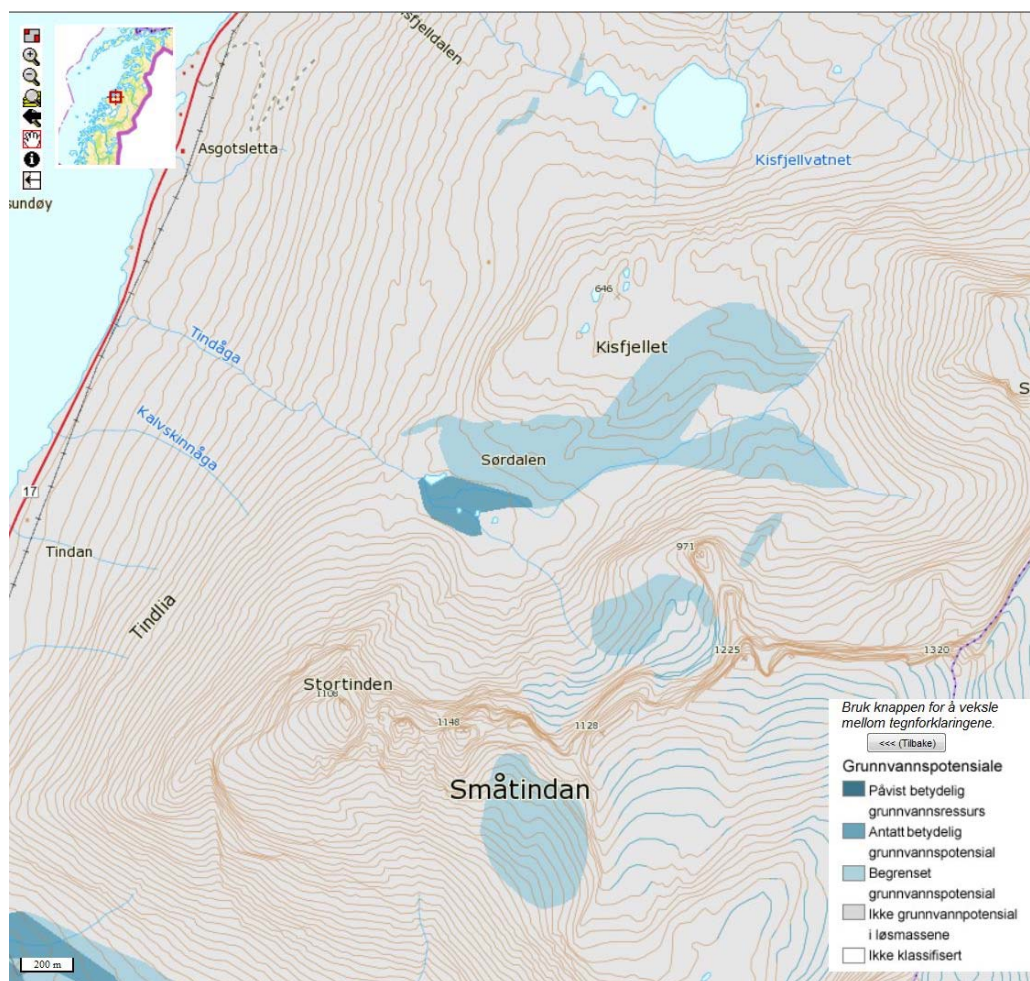 Kisfjelldalen
Asgotsletta
Kisfjellvatnet
sundøy
646
Tindåga
Kisfjellet
S
Kalvskinnåga
Sørdalen
17
971
Tindan
Tindlia
1225
1320
Stortinden
1108
1148
1128
Småtindan
Bruk knappen for å veksle
mellom tegnforklaringene.
<<< (Tilbake)
Grunnvannspotensiale
Påvist betydelig
grunnvannsressurs
Antatt betydelig
grunnvannspotensial
Begrenset
grunnvannspotensial
Ikke grunnvannpotensial
i løsmassene
Ikke klassifisert
200 m